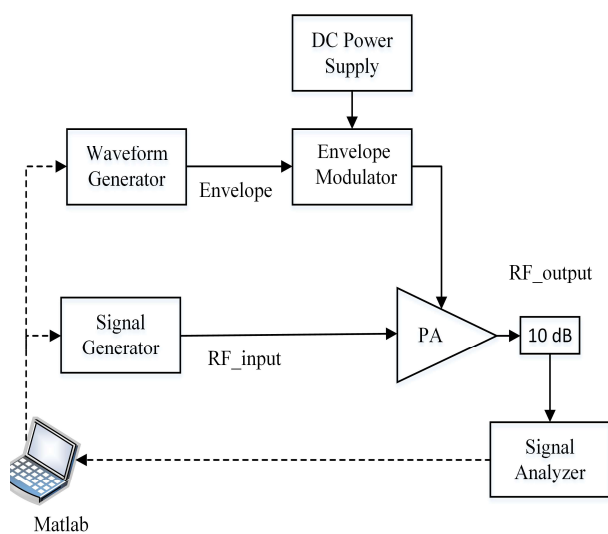 DC Power
Supply
Waveform
Generator
Envelope
Envelope
Modulator
RF_output
Signal
Generator
RF_input
PA
10 dB
Signal
Analyzer
Matlab